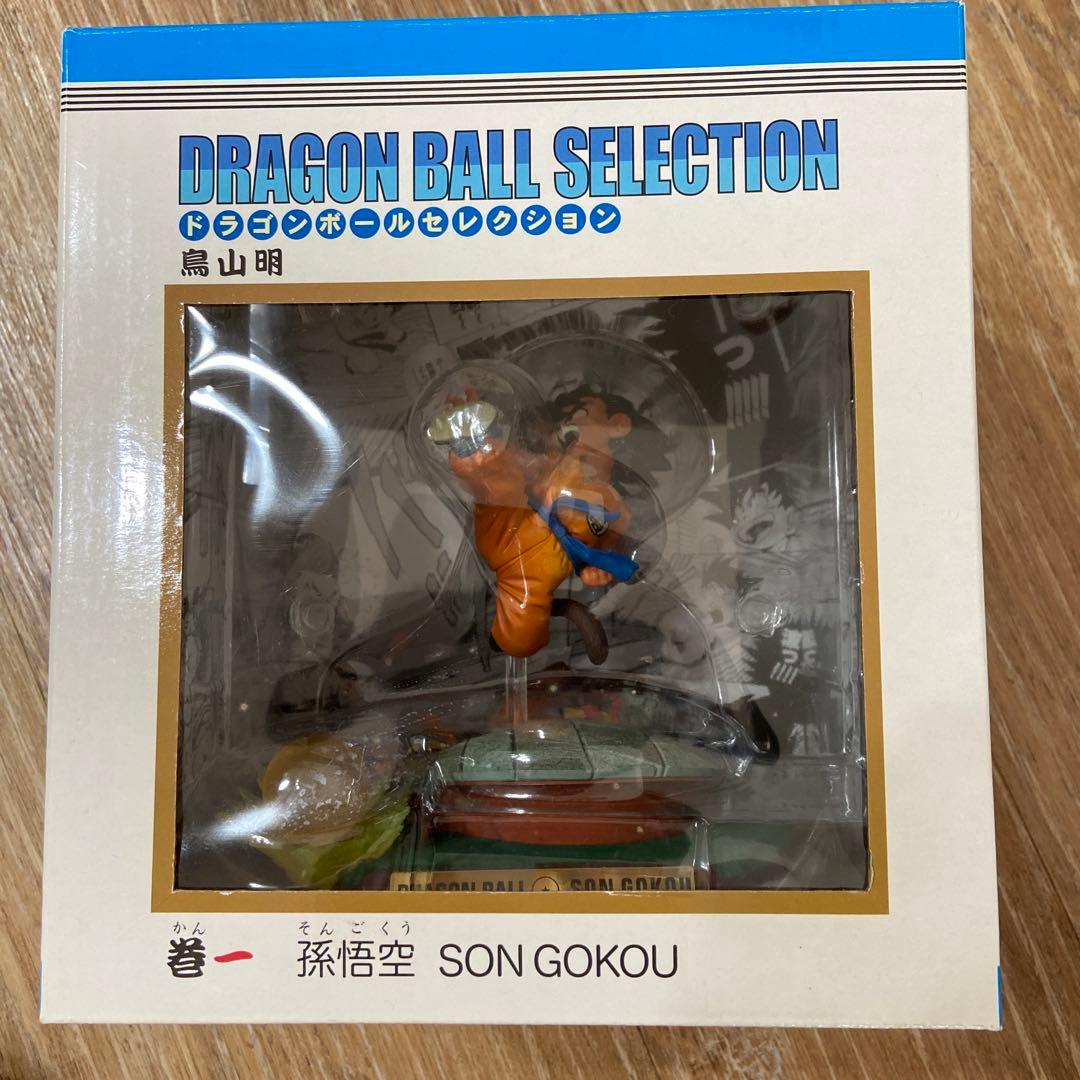 DRAGON BALL SELECTION
ドラゴンボールセレクション
鳥山明
DRAGON BALL SON GOKOU
かん そんごくう
巻一 孫悟空 SON GOKOU